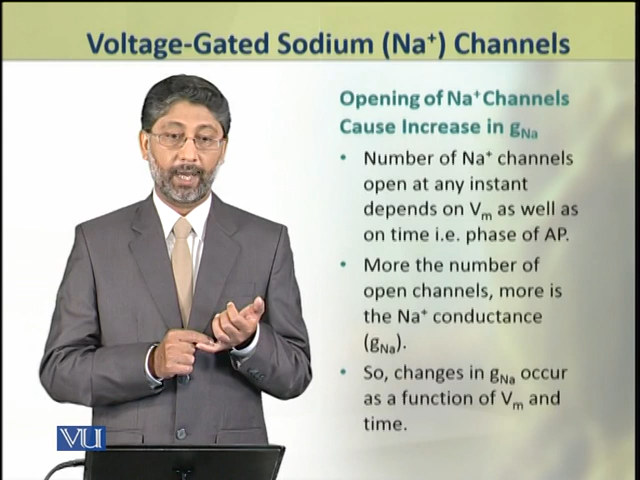 Voltage-Gated Sodium (Na⁺) Channels
Opening of Na⁺ Channels
Cause Increase in gNa
• Number of Na⁺ channels
open at any instant
depends on Vm as well as
on time i.e. phase of AP.
• More the number of
open channels, more is
the Na⁺ conductance
(gNa).
• So, changes in gNa occur
as a function of Vm and
time.
VU